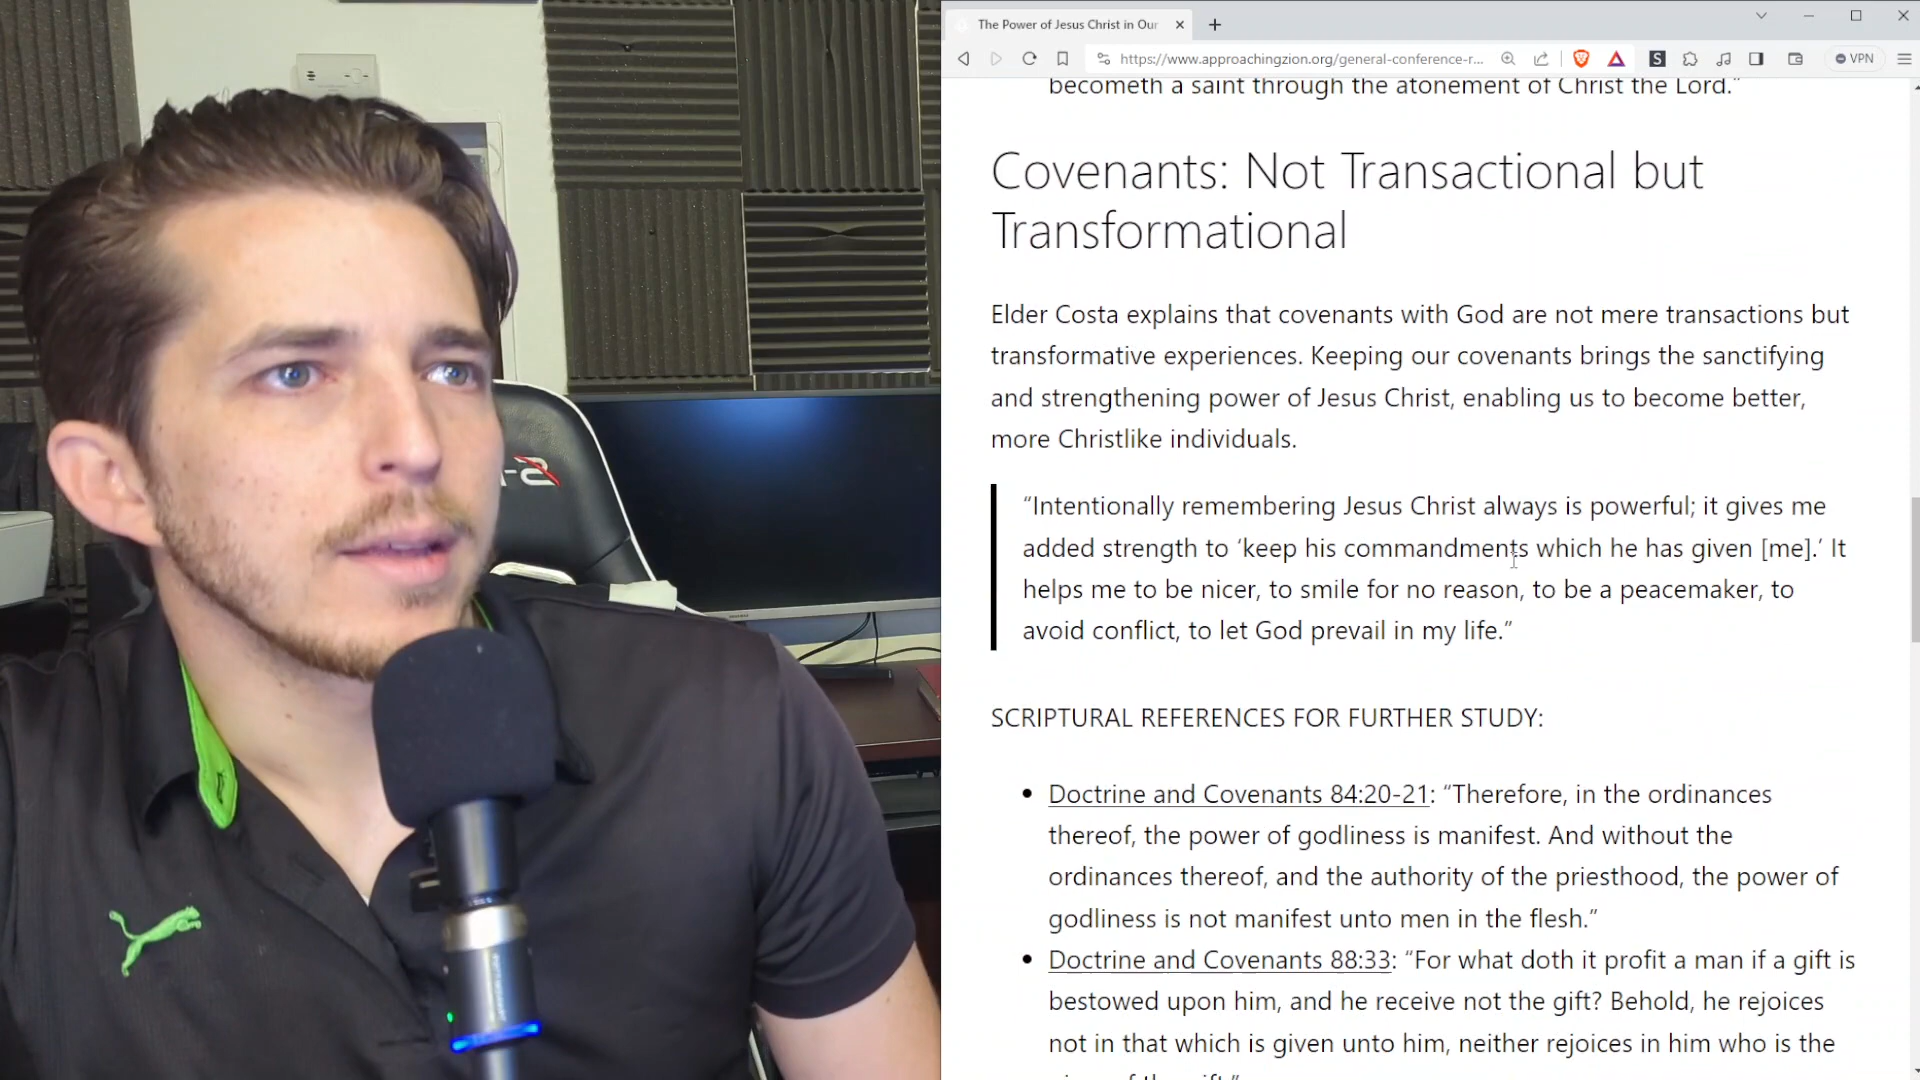 The Power of Jesus Christ in Our
https://www.approachingzion.org/general-conference-r...
VPN
becometh a saint through the atonement of Christ the Lord.”
Covenants: Not Transactional but
Transformational
Elder Costa explains that covenants with God are not mere transactions but
transformative experiences. Keeping our covenants brings the sanctifying
and strengthening power of Jesus Christ, enabling us to become better,
more Christlike individuals.
“Intentionally remembering Jesus Christ always is powerful; it gives me
added strength to ‘keep his commandments which he has given [me].’ It
helps me to be nicer, to smile for no reason, to be a peacemaker, to
avoid conflict, to let God prevail in my life.”
SCRIPTURAL REFERENCES FOR FURTHER STUDY:
• Doctrine and Covenants 84:20-21: “Therefore, in the ordinances
thereof, the power of godliness is manifest. And without the
ordinances thereof, and the authority of the priesthood, the power of
godliness is not manifest unto men in the flesh.”
• Doctrine and Covenants 88:33: “For what doth it profit a man if a gift is
bestowed upon him, and he receive not the gift? Behold, he rejoices
not in that which is given unto him, neither rejoices in him who is the